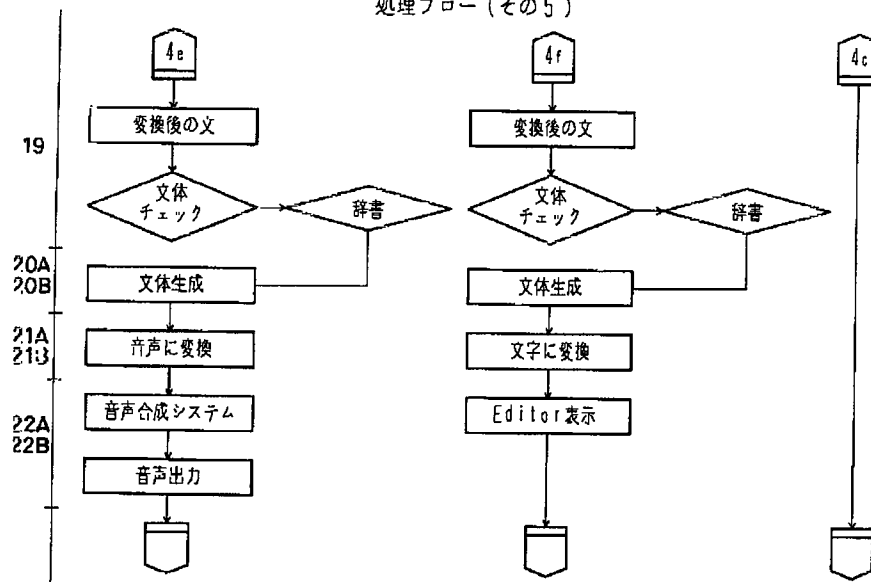 処理フロー(その5)
4e
4f
4c
19
変換後の文
変換後の文
文体
チェック
辞書
文体
チェック
辞書
20A
20B
文体生成
文体生成
21A
21B
音声に変換
文字に変換
22A
22B
音声合成システム
Editor表示
音声出力